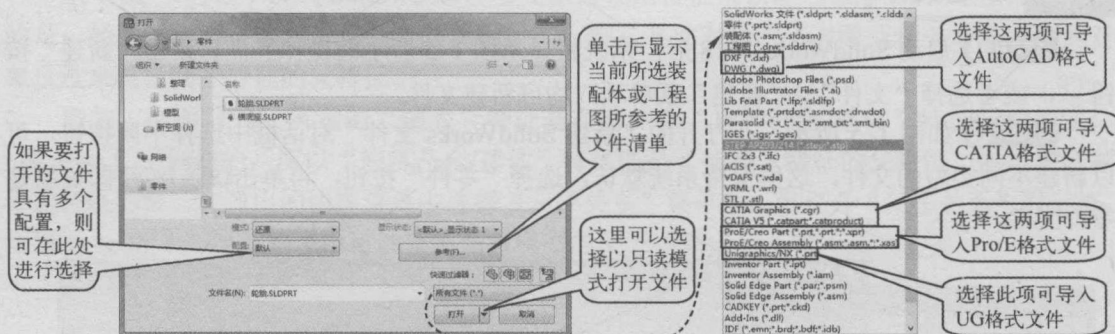 打开
零件
组织 新建文件夹
整理
SolidWorl
模型
新空间 (J:)
网络
零件
名称
轮毂.SLDPRT
模式: 还原
显示状态: <默认>_显示状态 1
配置: 默认
参考(F)...
快速过滤器:
文件名(N): 轮毂.SLDPRT
所有文件 (*.*)
打开 取消
如果要打
开的文件
具有多个
配置，则
可在此处
进行选择
单击后显示
当前所选装
配体或工程
图所参考的
文件清单
这里可以选
择以只读模
式打开文件
SolidWorks 文件 (*.sldprt; *.sldasm; *.sldd
零件 (*.prt;*.sldprt)
装配体 (*.asm;*.sldasm)
工程图 (*.drw;*.slddrw)
DXF (*.dxf)
DWG (*.dwg)
Adobe Photoshop Files (*.psd)
Adobe Illustrator Files (*.ai)
Lib Feat Part (*.lfp;*.sldlfp)
Template (*.prtdot;*.asmdot;*.drwdot)
Parasolid (*.x_t;*.x_b;*.xmt_txt;*.xmt_bin)
IGES (*.igs;*.iges)
STEP AP203/214 (*.step;*.stp)
IFC 2x3 (*.ifc)
ACIS (*.sat)
VDAFS (*.vda)
VRML (*.wrl)
STL (*.stl)
CATIA Graphics (*.cgr)
CATIA V5 (*.catpart;*.catproduct)
ProE/Creo Part (*.prt,*.prt.*;*.xpr)
ProE/Creo Assembly (*.asm;*.asm.*;*.xas)
Unigraphics/NX (*.prt)
Inventor Part (*.ipt)
Inventor Assembly (*.iam)
Solid Edge Part (*.par;*.psm)
Solid Edge Assembly (*.asm)
CADKEY (*.prt;*.ckd)
Add-Ins (*.dll)
IDF (*.emn;*.brd;*.bdf;*.idb)
选择这两项可导
入AutoCAD格式
文件
选择这两项可导入
CATIA格式文件
选择这两项可导
入Pro/E格式文件
选择此项可导入
UG格式文件